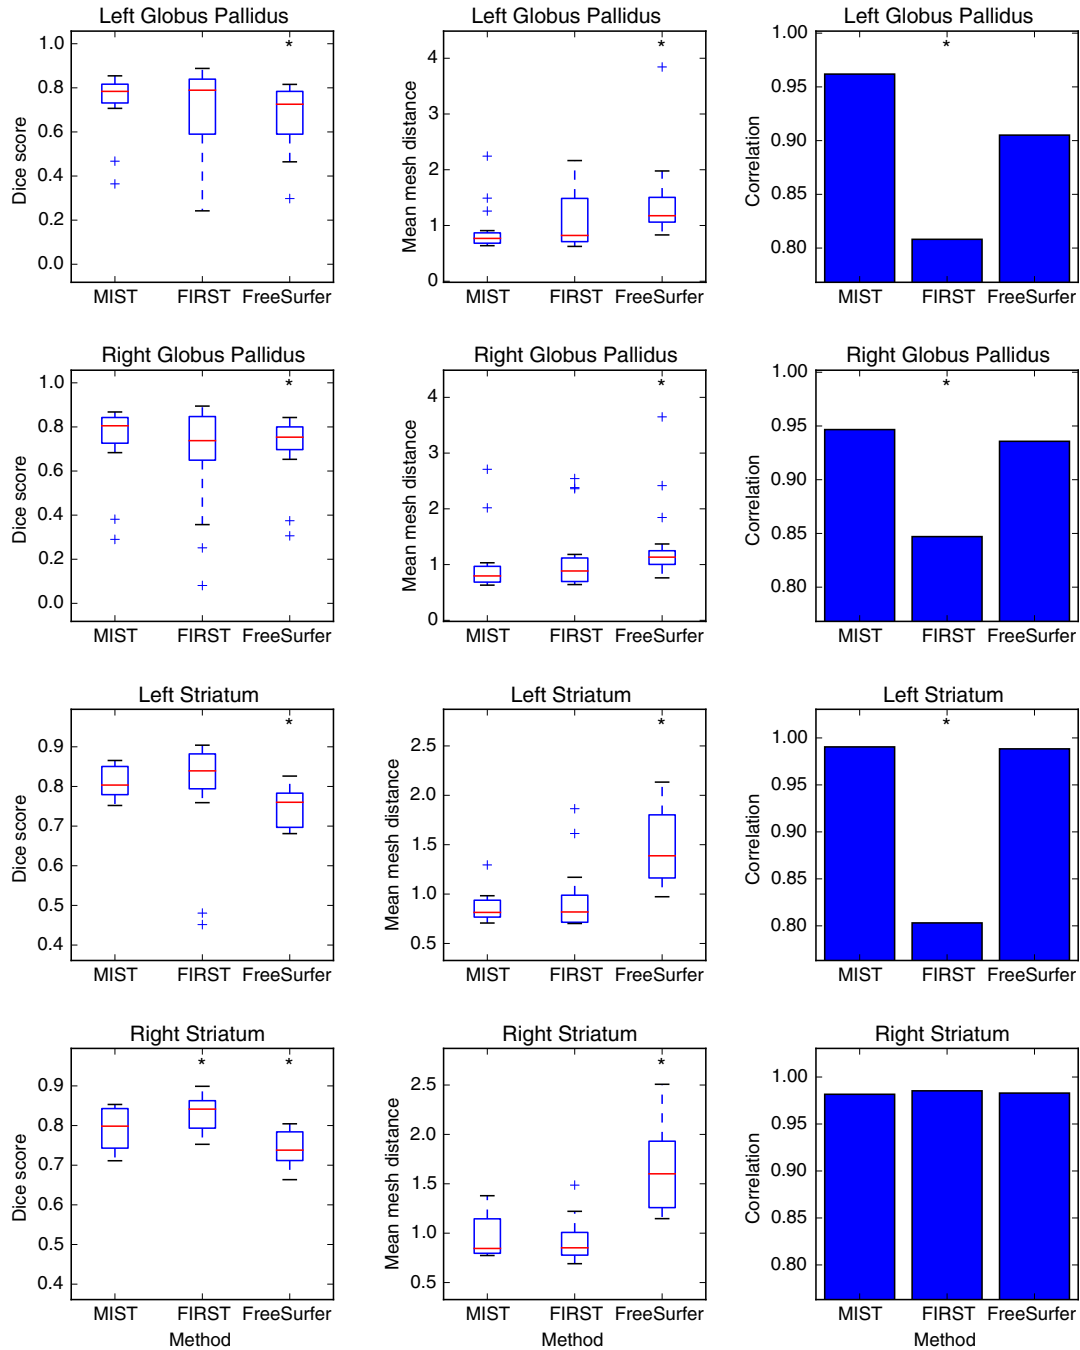 Left Globus Pallidus
Left Globus Pallidus
Left Globus Pallidus
1.0
0.8
0.6
0.4
0.2
0.0
Dice score
*
MIST FIRST FreeSurfer
4
3
2
1
0
Mean mesh distance
*
MIST FIRST FreeSurfer
1.00
0.95
0.90
0.85
0.80
Correlation
*
MIST FIRST FreeSurfer
Right Globus Pallidus
Right Globus Pallidus
Right Globus Pallidus
1.0
0.8
0.6
0.4
0.2
0.0
Dice score
*
MIST FIRST FreeSurfer
4
3
2
1
0
Mean mesh distance
*
MIST FIRST FreeSurfer
1.00
0.95
0.90
0.85
0.80
Correlation
*
MIST FIRST FreeSurfer
Left Striatum
Left Striatum
Left Striatum
0.9
0.8
0.7
0.6
0.5
0.4
Dice score
*
MIST FIRST FreeSurfer
2.5
2.0
1.5
1.0
0.5
Mean mesh distance
*
MIST FIRST FreeSurfer
1.00
0.95
0.90
0.85
0.80
Correlation
*
MIST FIRST FreeSurfer
Right Striatum
Right Striatum
Right Striatum
0.9
0.8
0.7
0.6
0.5
0.4
Dice score
* *
MIST FIRST FreeSurfer
Method
2.5
2.0
1.5
1.0
0.5
Mean mesh distance
*
MIST FIRST FreeSurfer
Method
1.00
0.95
0.90
0.85
0.80
Correlation
MIST FIRST FreeSurfer
Method